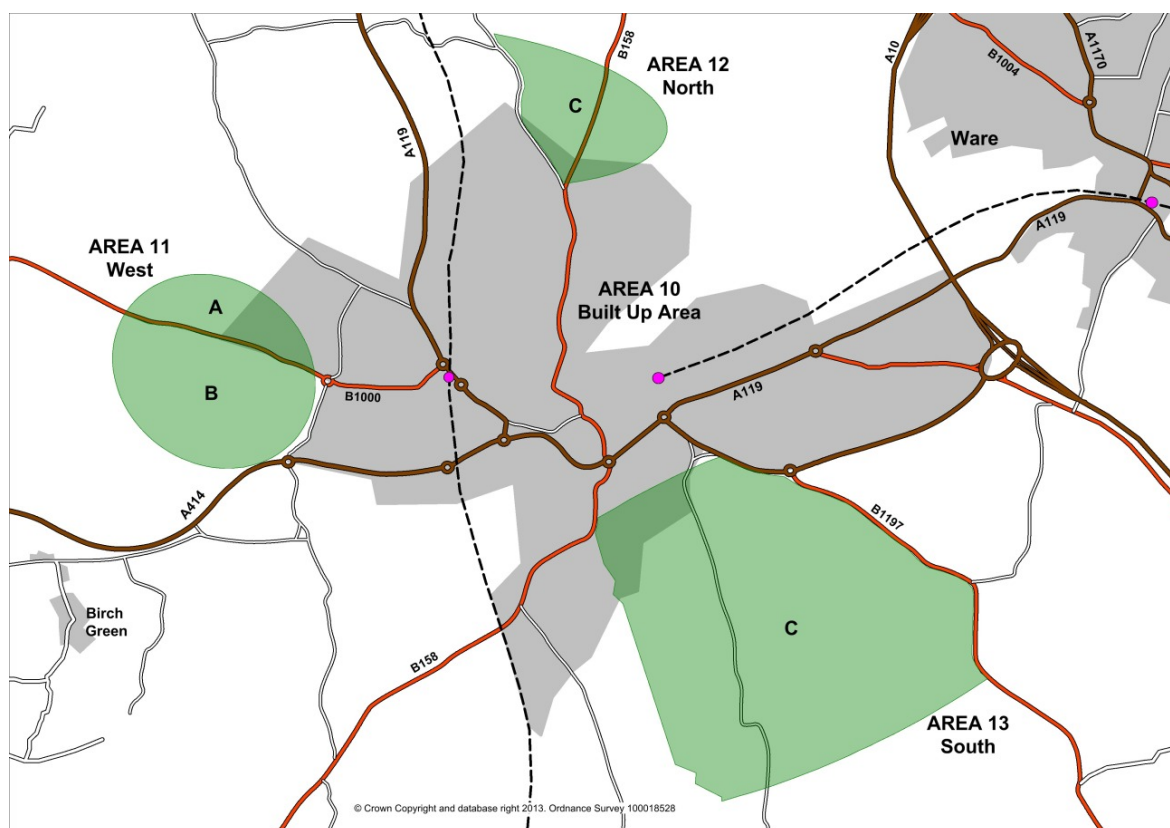 B158
AREA 12
North
C
A10
A1170
B1004
Ware
A119
AREA 11
West
A
B
AREA 10
Built Up Area
A119
B1000
A119
A414
B1197
Birch
Green
B158
C
AREA 13
South
© Crown Copyright and database right 2013. Ordnance Survey 100018528